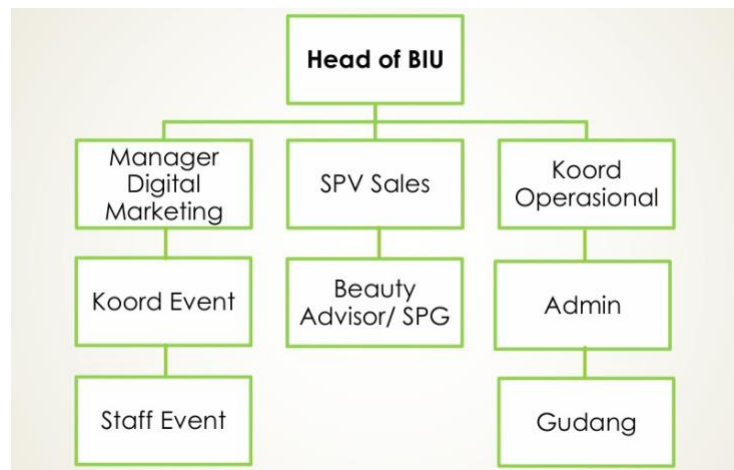 Head of BIU
Manager
Digital
Marketing
SPV Sales
Koord
Operasional
Koord Event
Beauty
Advisor/ SPG
Admin
Staff Event
Gudang